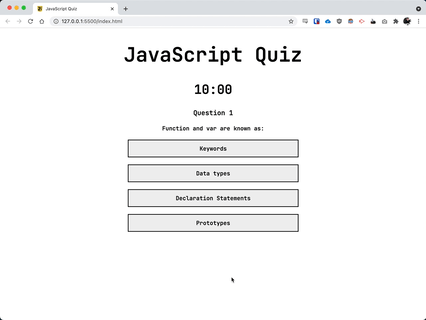 JavaScript Quiz
127.0.0.1:5500/index.html
JavaScript Quiz
10:00
Question 1
Function and var are known as:
Keywords
Data types
Declaration Statements
Prototypes